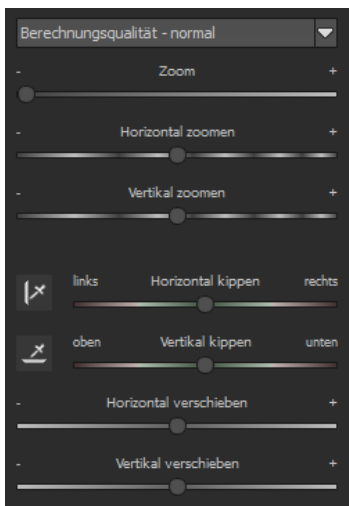 Berechnungsqualität - normal
- Zoom +
- Horizontal zoomen +
- Vertikal zoomen +
links Horizontal kippen rechts
oben Vertikal kippen unten
- Horizontal verschieben +
- Vertikal verschieben +